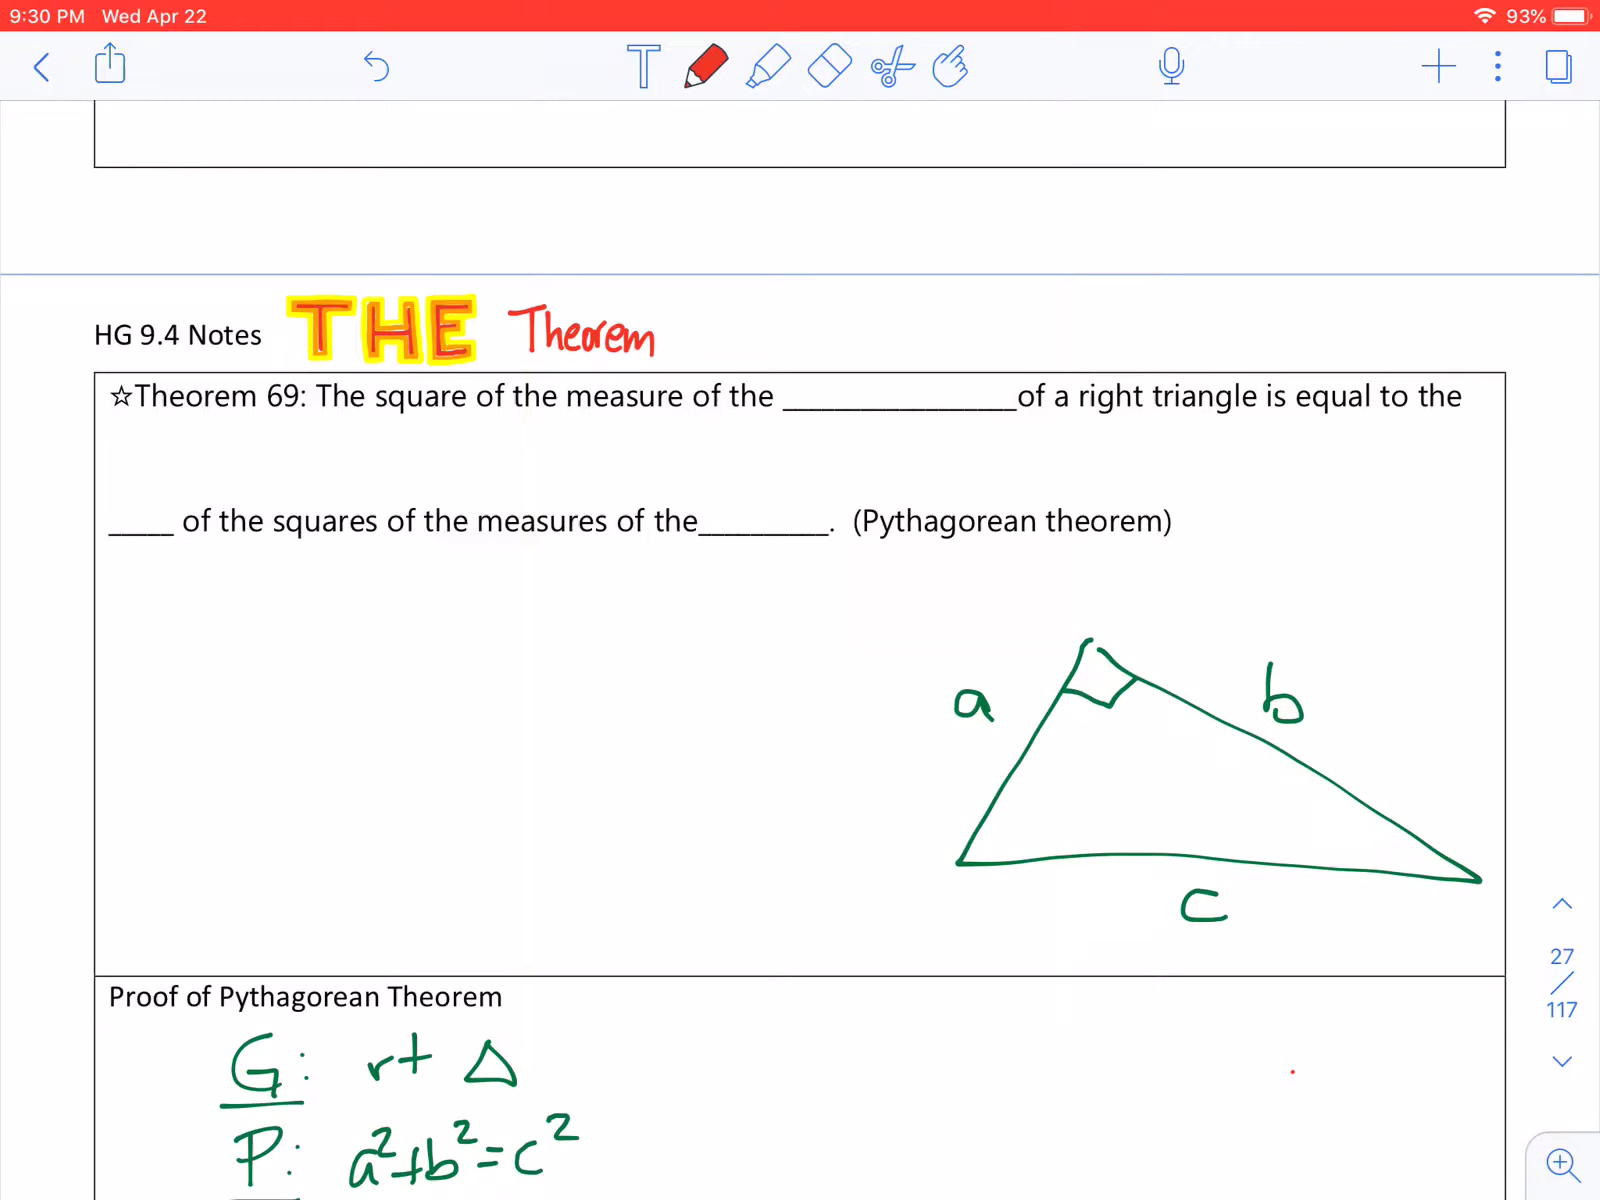 9:30 PM Wed Apr 22 93%
T
HG 9.4 Notes THE Theorem
☆Theorem 69: The square of the measure of the __________________of a right triangle is equal to the
_____ of the squares of the measures of the__________. (Pythagorean theorem)
a
b
c
27
/
117
Proof of Pythagorean Theorem
G: rt △
P: a²+b²=c²